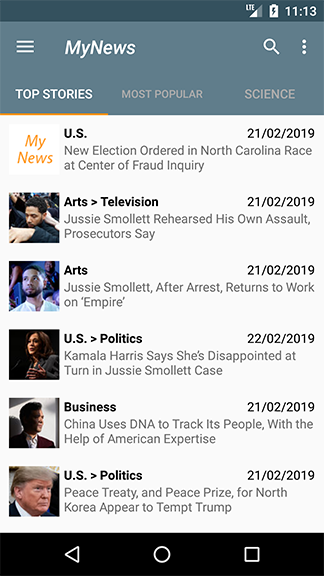 LTE 11:13
MyNews
TOP STORIES MOST POPULAR SCIENCE
My
News
U.S. 21/02/2019
New Election Ordered in North Carolina Race
at Center of Fraud Inquiry
Arts > Television 21/02/2019
Jussie Smollett Rehearsed His Own Assault,
Prosecutors Say
Arts 21/02/2019
Jussie Smollett, After Arrest, Returns to Work
on ‘Empire’
U.S. > Politics 22/02/2019
Kamala Harris Says She’s Disappointed at
Turn in Jussie Smollett Case
Business 21/02/2019
China Uses DNA to Track Its People, With the
Help of American Expertise
U.S. > Politics 21/02/2019
Peace Treaty, and Peace Prize, for North
Korea Appear to Tempt Trump